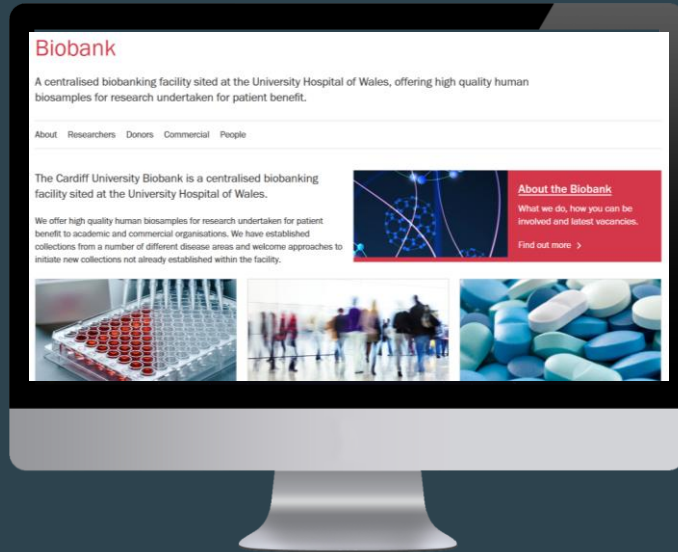 Biobank
A centralised biobanking facility sited at the University Hospital of Wales, offering high quality human
biosamples for research undertaken for patient benefit.
About Researchers Donors Commercial People
The Cardiff University Biobank is a centralised biobanking
facility sited at the University Hospital of Wales.
We offer high quality human biosamples for research undertaken for patient
benefit to academic and commercial organisations. We have established
collections from a number of different disease areas and welcome approaches to
initiate new collections not already established within the facility.
About the Biobank
What we do, how you can be
involved and latest vacancies.
Find out more >